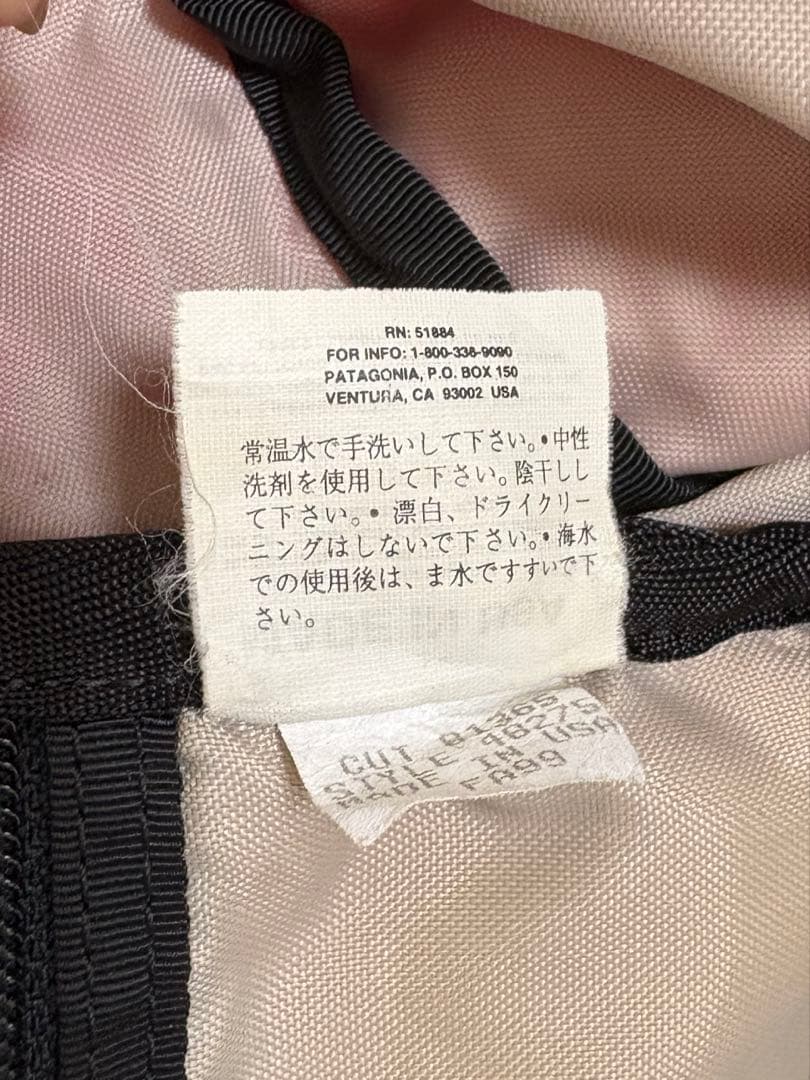 RN: 51884
FOR INFO: 1-800-336-9090
PATAGONIA, P.O. BOX 150
VENTURA, CA 93002 USA
常温水で手洗いして下さい。•中性
洗剤を使用して下さい。陰干しし
て下さい。• 漂白、ドライクリー
ニングはしないで下さい。•海水
での使用後は、ま水ですすいで下
さい。
CUT
STYLE 48275
MADE IN USA
FA99